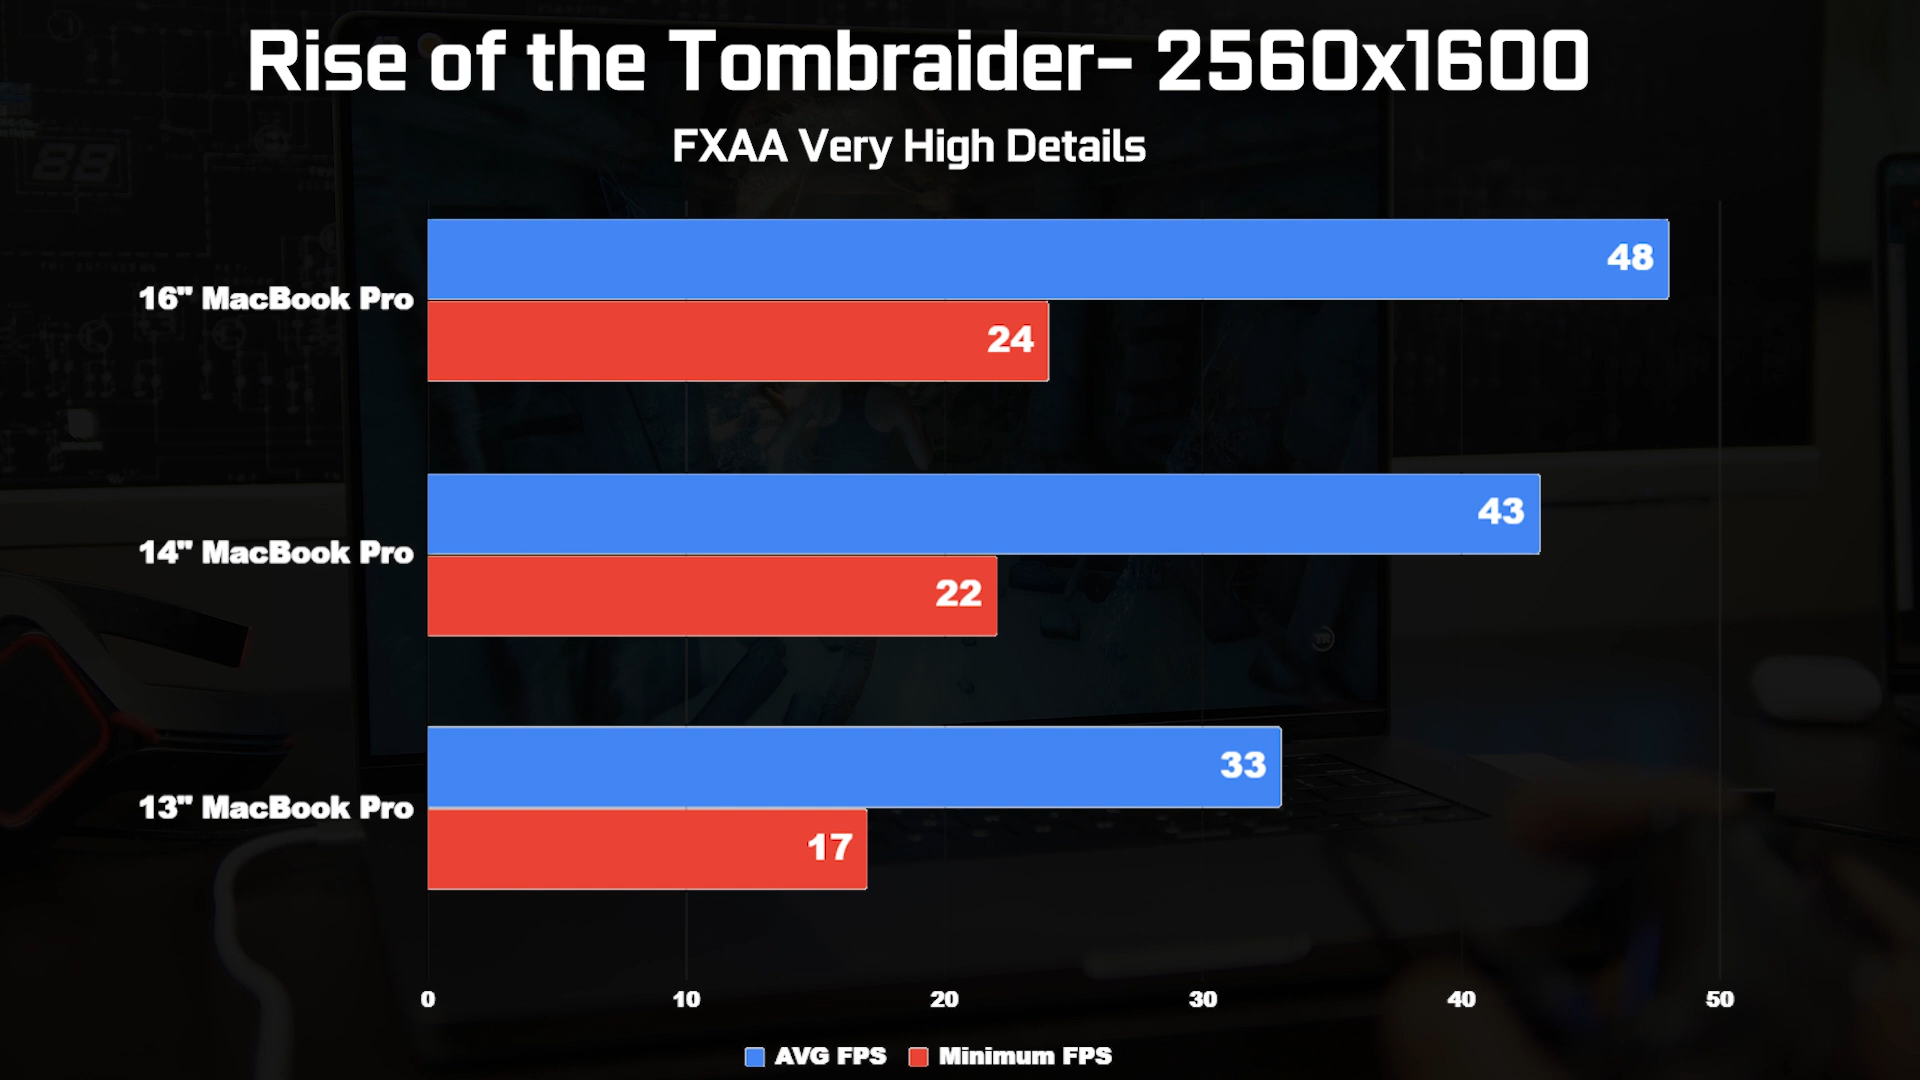 Rise of the Tombraider– 2560x1600
FXAA Very High Details
16" MacBook Pro
48
24
14" MacBook Pro
43
22
13" MacBook Pro
33
17
0 10 20 30 40 50
AVG FPS Minimum FPS